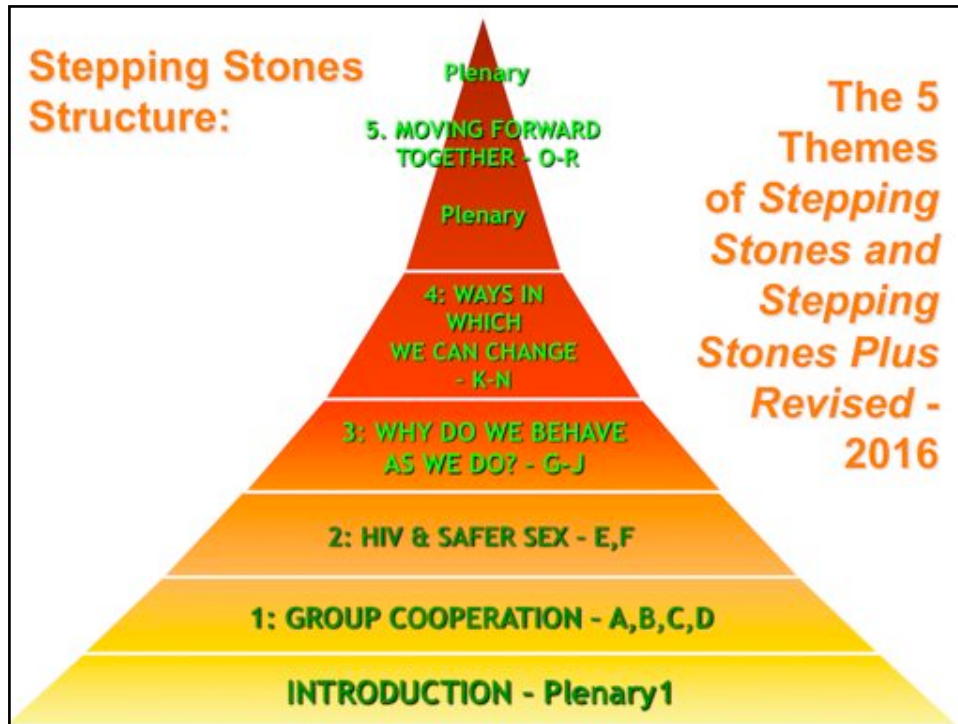 Stepping Stones
Structure:
The 5
Themes
of Stepping
Stones and
Stepping
Stones Plus
Revised -
2016
Plenary
5. MOVING FORWARD
TOGETHER - O-R
Plenary
4: WAYS IN
WHICH
WE CAN CHANGE
- K-N
3: WHY DO WE BEHAVE
AS WE DO? - G-J
2: HIV & SAFER SEX - E,F
1: GROUP COOPERATION - A,B,C,D
INTRODUCTION - Plenary1